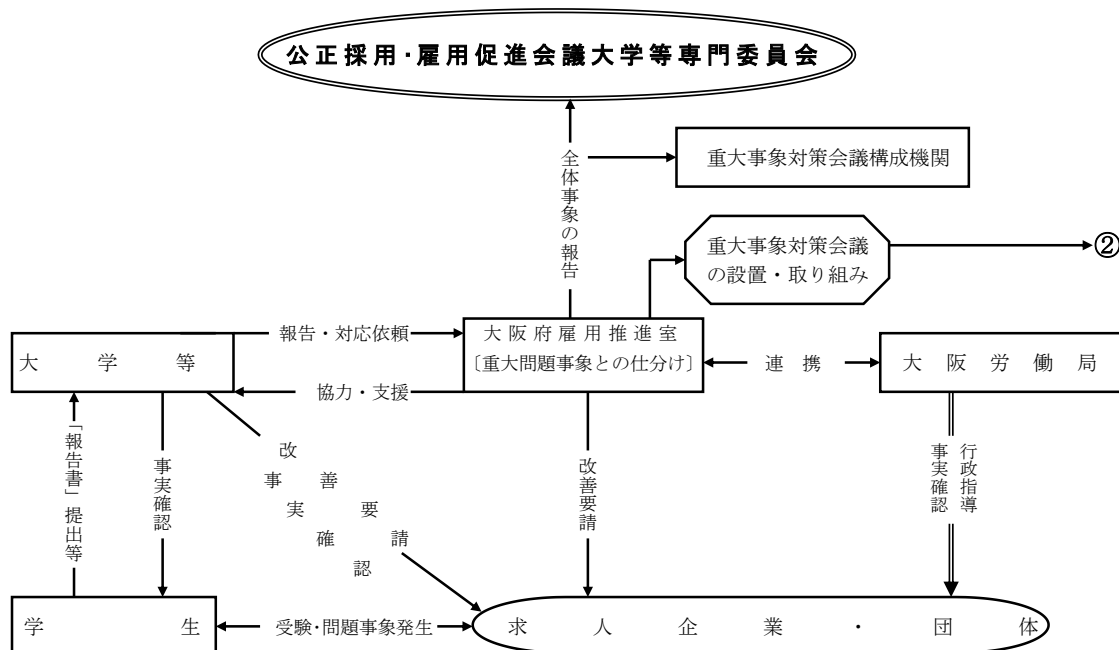 公正採用・雇用促進会議大学等専門委員会
重大事象対策会議構成機関
全体事象の報告
重大事象対策会議
の設置・取り組み
②
報告・対応依頼
大阪府雇用推進室
〔重大問題事象との仕分け〕
大学等
連携
大阪労働局
協力・支援
「報告書」提出等
事実確認
改善要請
事実確認
改善要請
行政指導
事実確認
学生
受験・問題事象発生
求人企業・団体